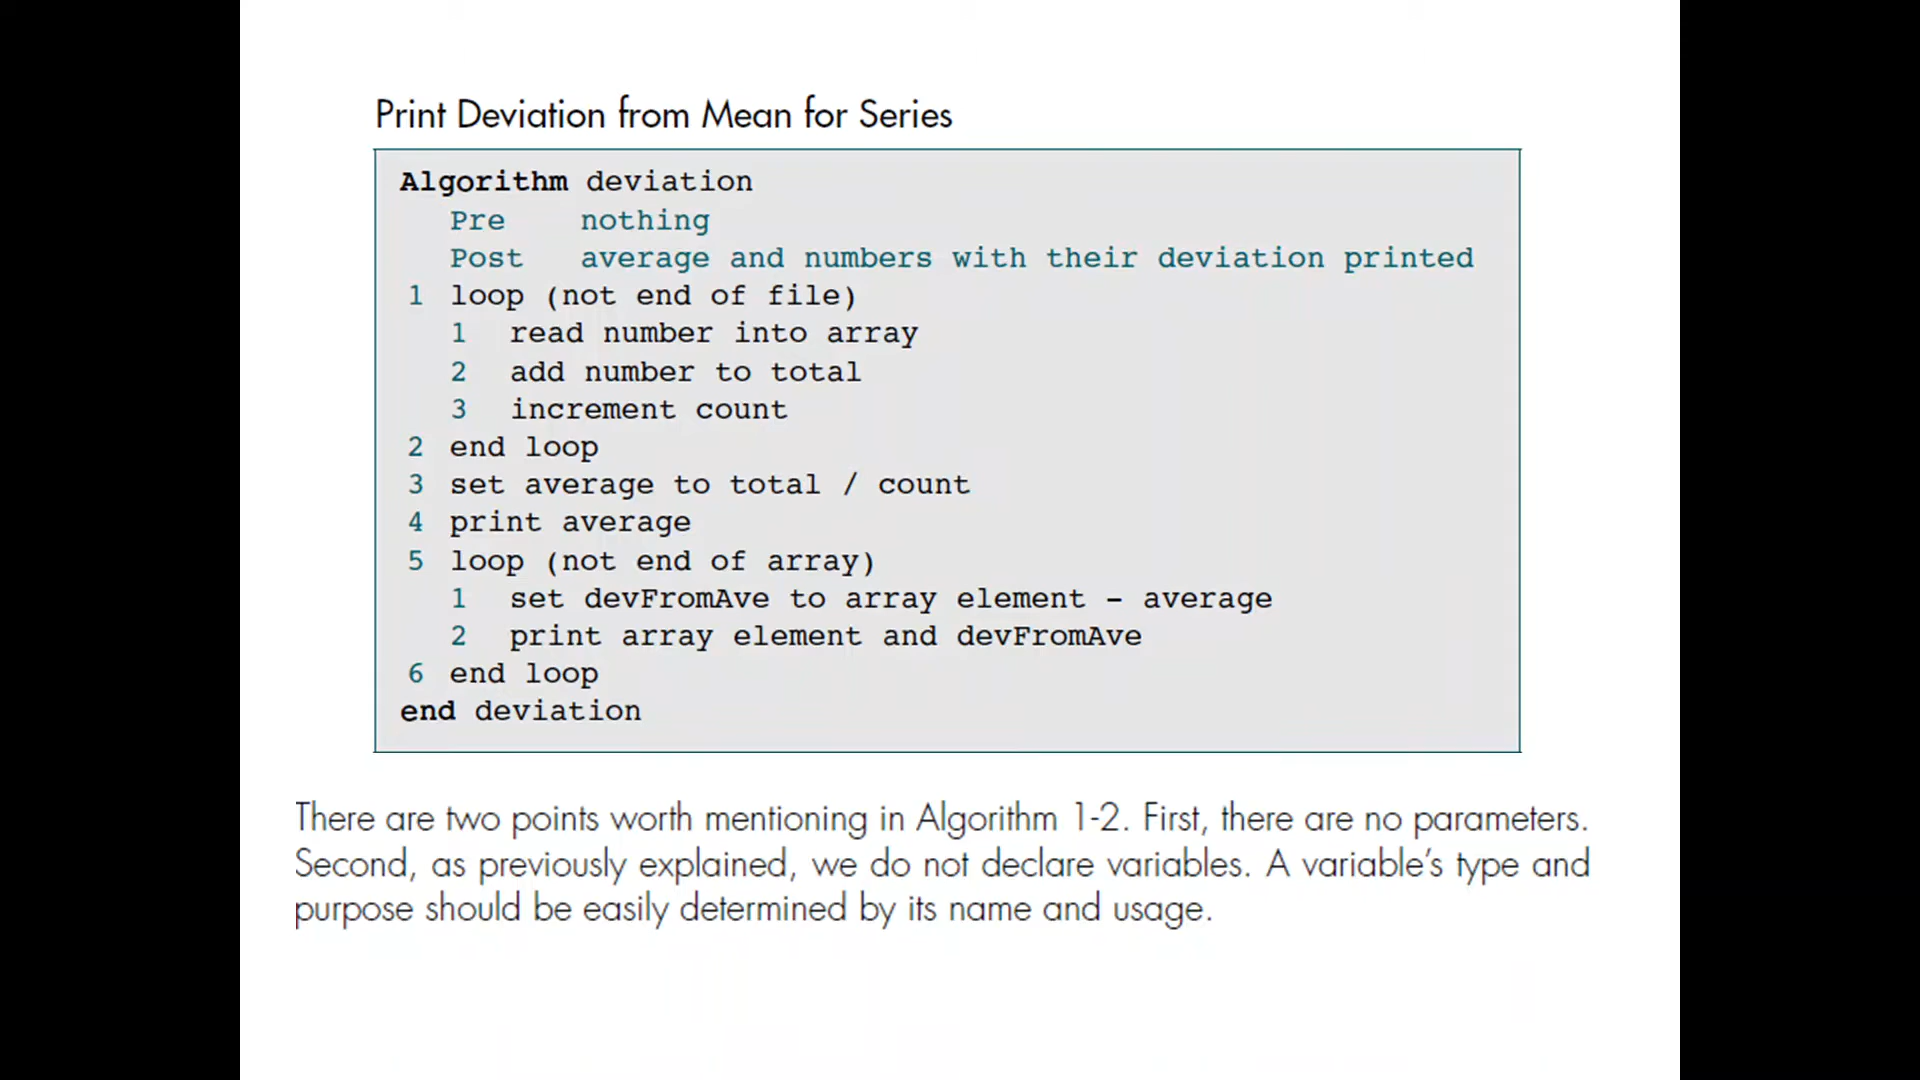 Print Deviation from Mean for Series
Algorithm deviation
Pre nothing
Post average and numbers with their deviation printed
1 loop (not end of file)
1 read number into array
2 add number to total
3 increment count
2 end loop
3 set average to total / count
4 print average
5 loop (not end of array)
1 set devFromAve to array element - average
2 print array element and devFromAve
6 end loop
end deviation
There are two points worth mentioning in Algorithm 1-2. First, there are no parameters.
Second, as previously explained, we do not declare variables. A variable’s type and
purpose should be easily determined by its name and usage.